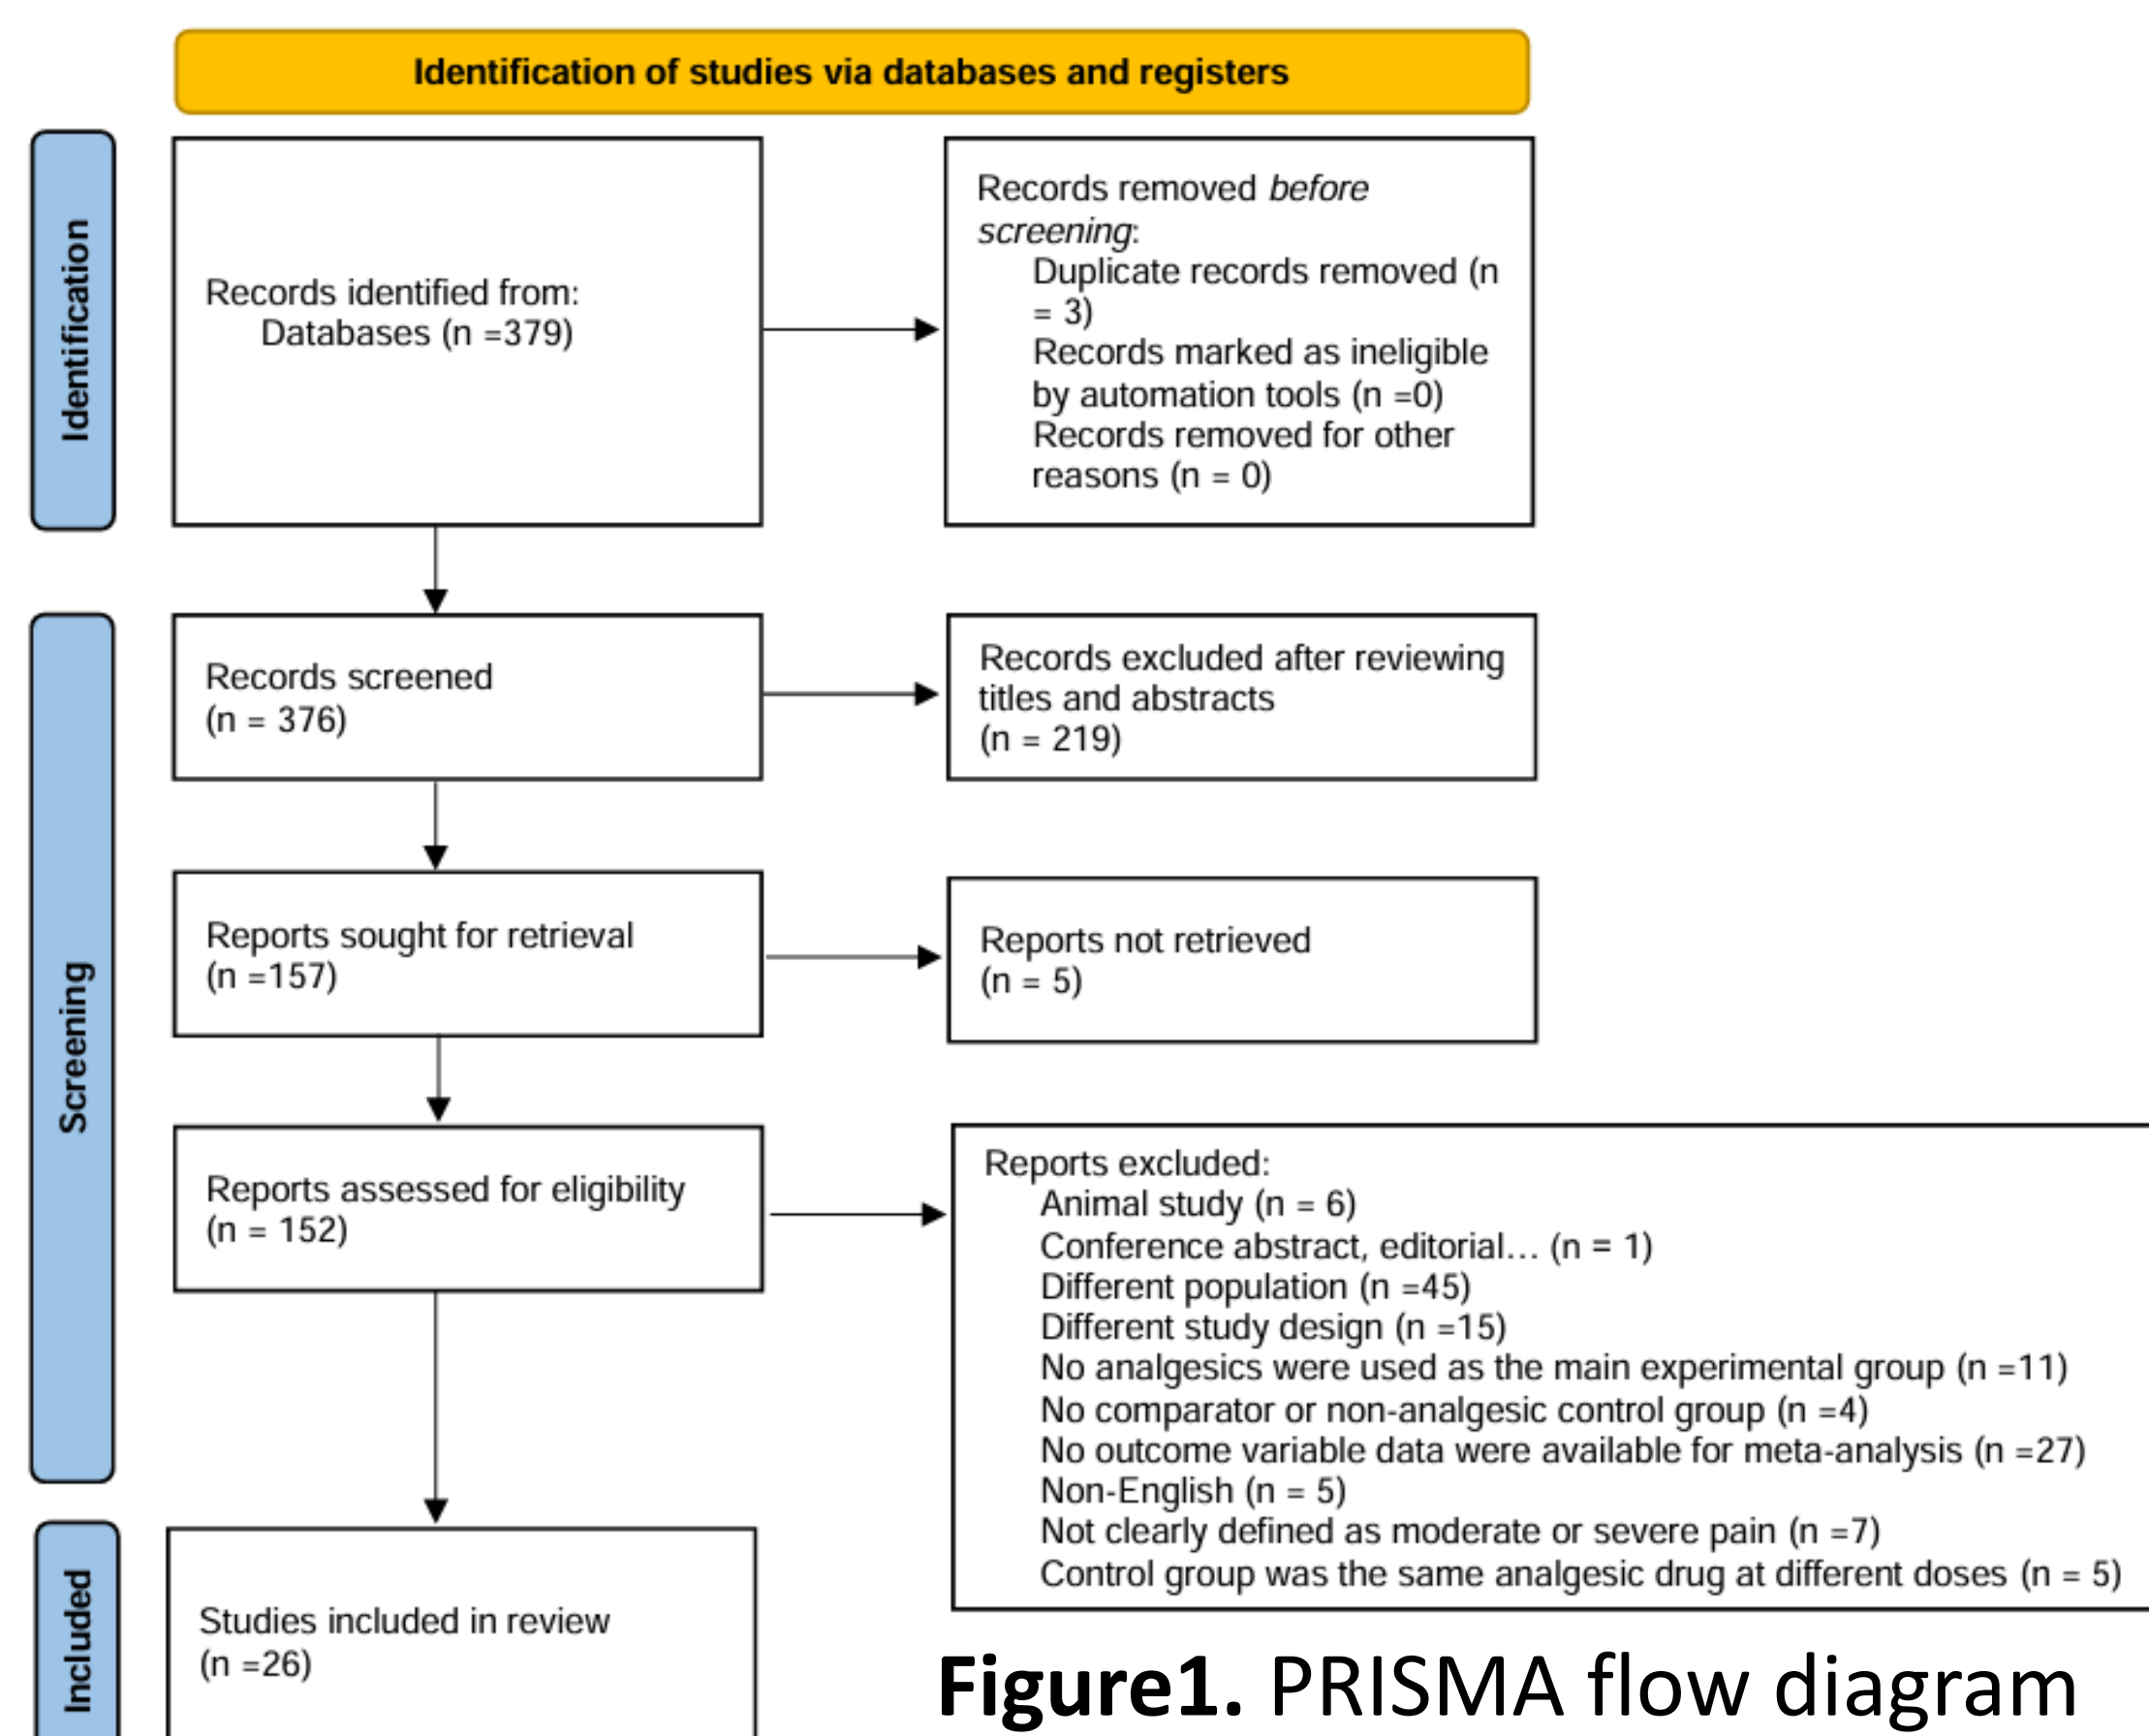 Identification of studies via databases and registers
Identification
Records identified from:
Databases (n =379)
Records removed before
screening:
Duplicate records removed (n
= 3)
Records marked as ineligible
by automation tools (n =0)
Records removed for other
reasons (n = 0)
Screening
Records screened
(n = 376)
Records excluded after reviewing
titles and abstracts
(n = 219)
Reports sought for retrieval
(n =157)
Reports not retrieved
(n = 5)
Reports assessed for eligibility
(n = 152)
Reports excluded:
Animal study (n = 6)
Conference abstract, editorial… (n = 1)
Different population (n =45)
Different study design (n =15)
No analgesics were used as the main experimental group (n =11)
No comparator or non-analgesic control group (n =4)
No outcome variable data were available for meta-analysis (n =27)
Non-English (n = 5)
Not clearly defined as moderate or severe pain (n =7)
Control group was the same analgesic drug at different doses (n = 5)
Included
Studies included in review
(n =26)
Figure1. PRISMA flow diagram